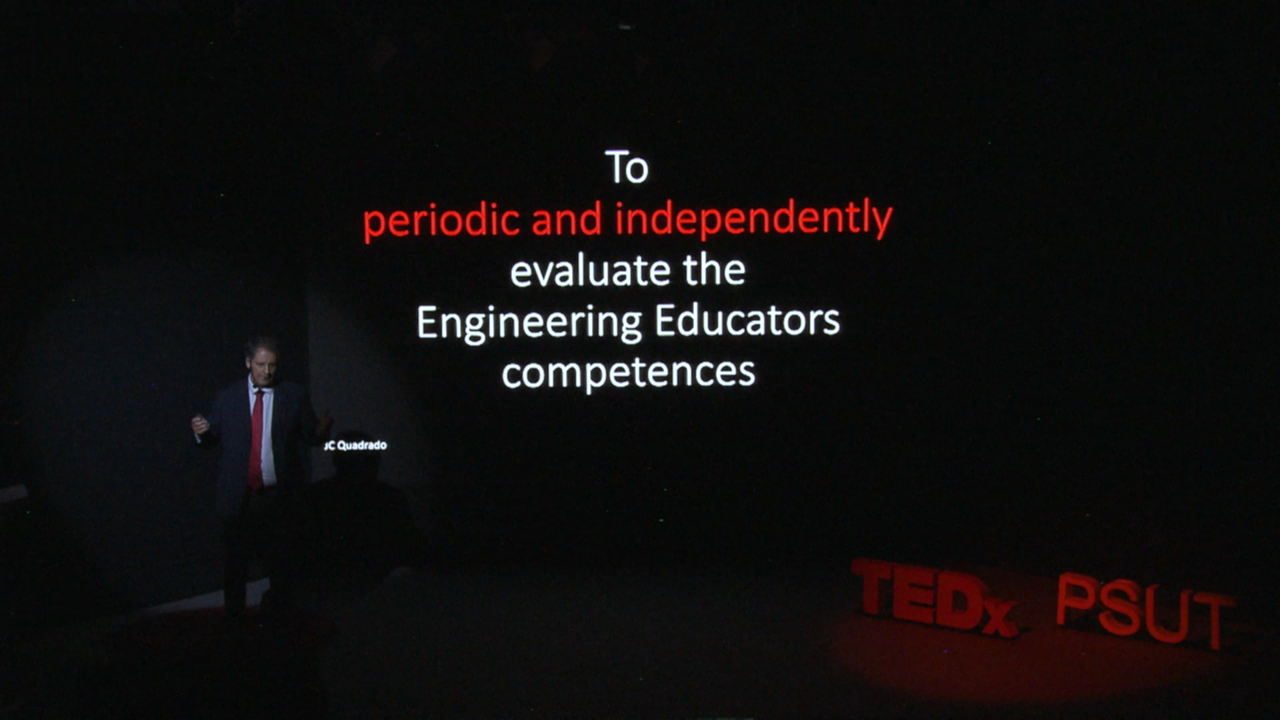 To
periodic and independently
evaluate the
Engineering Educators
competences
JC Quadrado
TEDx PSUT